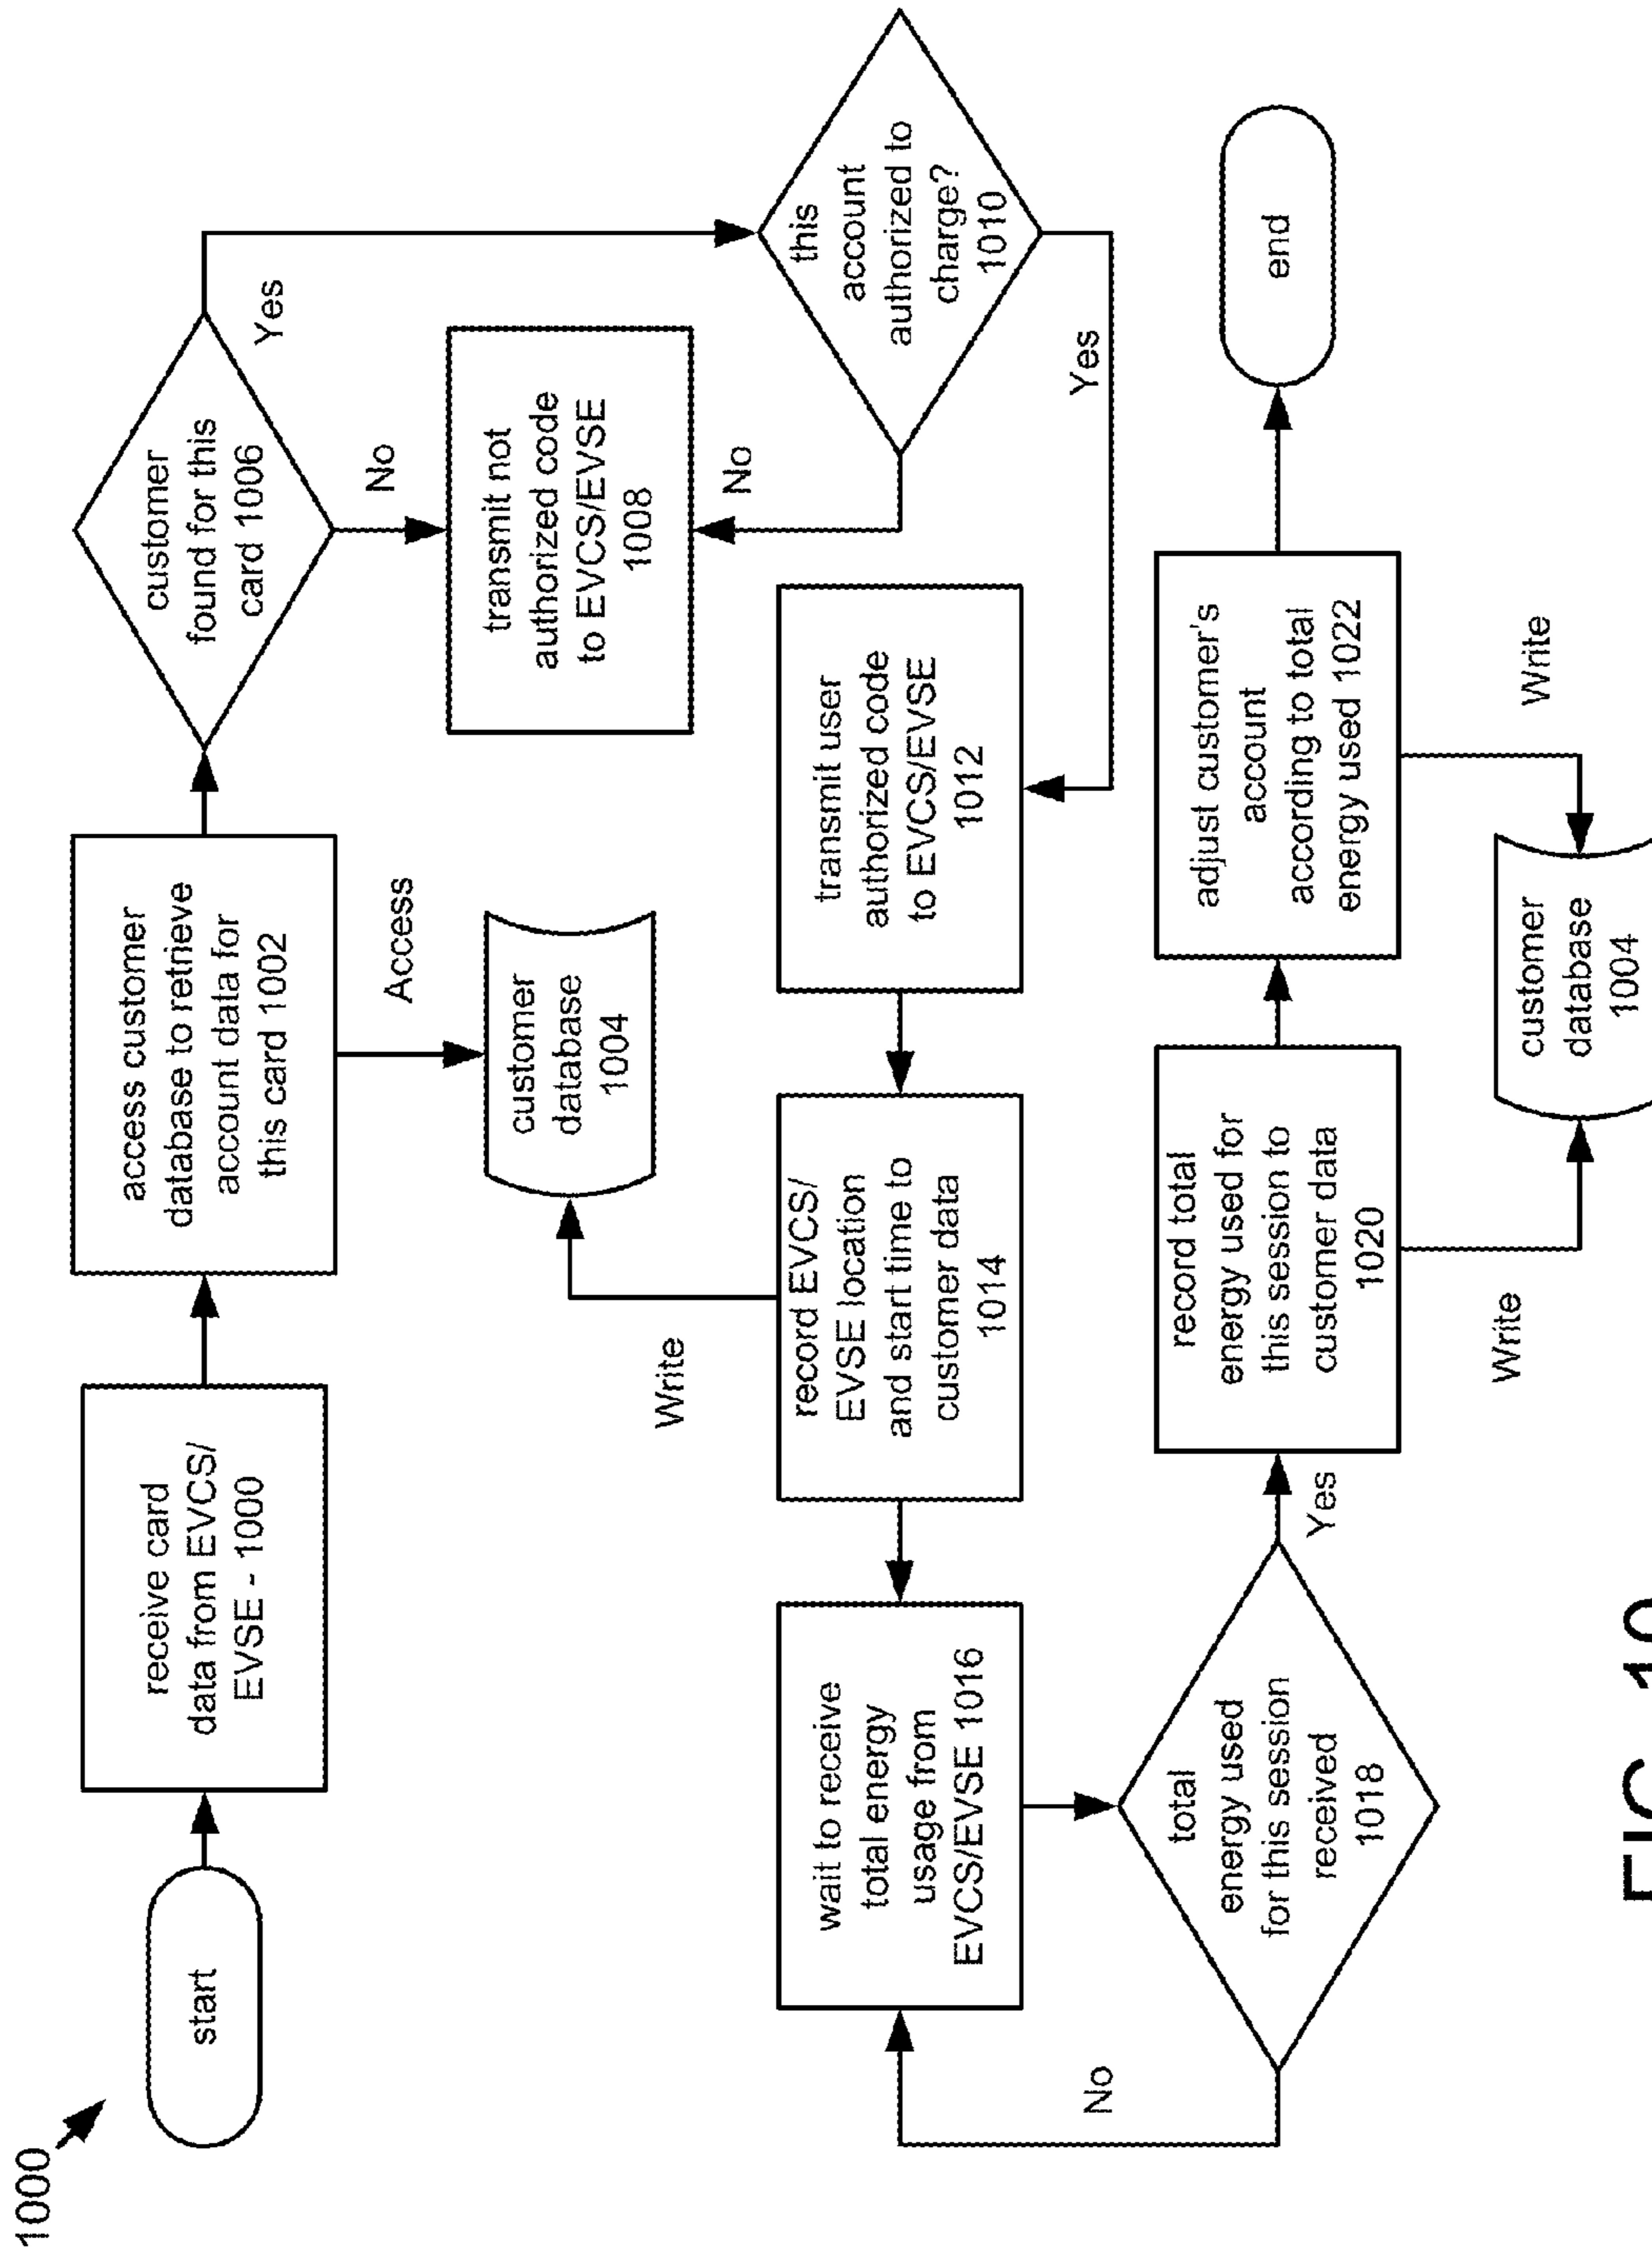 1000
start
receive card
data from EVCS/
EVSE - 1000
access customer
database to retrieve
account data for
this card 1002
Access
customer
database
1004
customer
found for this
card 1006
Yes
No
transmit not
authorized code
to EVCS/EVSE
1008
No
this
account
authorized to
charge?
1010
Yes
transmit user
authorized code
to EVCS/EVSE
1012
record EVCS/
EVSE location
and start time to
customer data
1014
Write
wait to receive
total energy
usage from
EVCS/EVSE 1016
total
energy used
for this session
received
1018
No
Yes
record total
energy used for
this session to
customer data
1020
Write
adjust customer's
account
according to total
energy used 1022
Write
customer
database
1004
end
FIG. 10